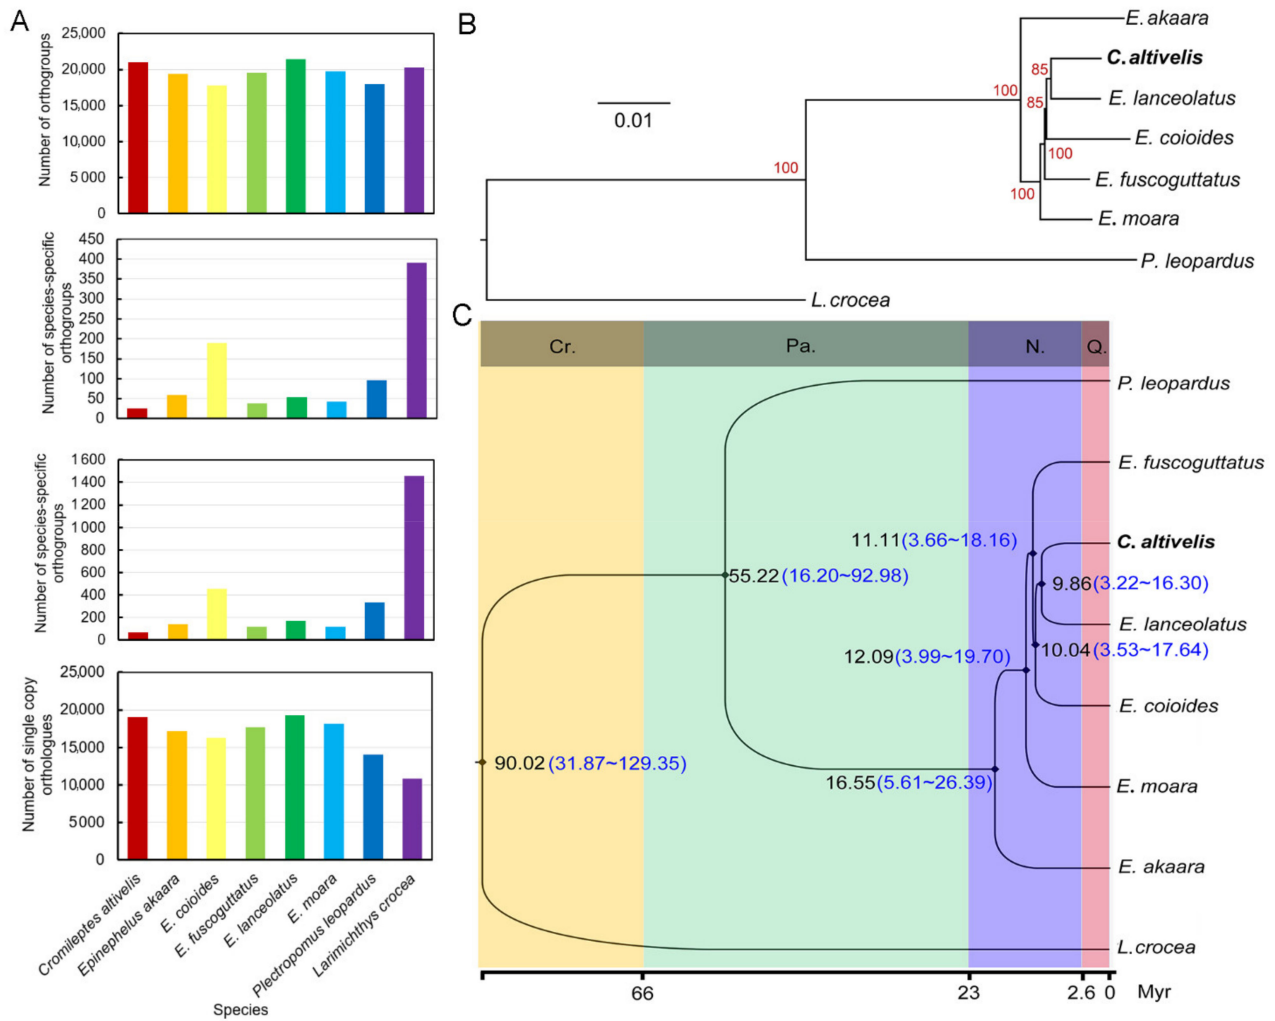 A
Number of orthogroups
25,000
20,000
15,000
10,000
5 000
0
Number of species-specific
orthogroups
450
400
350
300
250
200
150
100
50
0
Number of species-specific
orthogroups
1600
1400
1200
1000
800
600
400
200
0
Number of single copy
orthologues
25,000
20,000
15,000
10,000
5 000
0
Cromileptes altivelis
Epinephelus akaara
E. coioides
E. fuscoguttatus
E. lanceolatus
E. moara
Plectropomus leopardus
Larimichthys crocea
Species
B
0.01
100
100
85
85
100
100
E. akaara
C. altivelis
E. lanceolatus
E. coioides
E. fuscoguttatus
E. moara
P. leopardus
L. crocea
C
Cr.
Pa.
N.
Q.
P. leopardus
E. fuscoguttatus
11.11(3.66~18.16)
C. altivelis
55.22(16.20~92.98)
9.86(3.22~16.30)
E. lanceolatus
12.09(3.99~19.70)
10.04(3.53~17.64)
E. coioides
90.02(31.87~129.35)
16.55(5.61~26.39)
E. moara
E. akaara
L.crocea
66
23
2.6
0
Myr